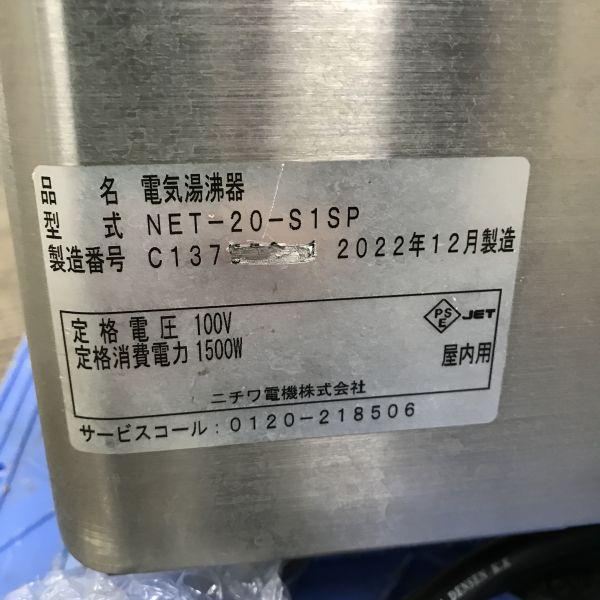 品名 電気湯沸器
型式 NET-20-S1SP
製造番号 C137 2022年12月製造
定格電圧 100V
定格消費電力 1500W
PSE JET
屋内用
ニチワ電機株式会社
サービスコール:0120-218506